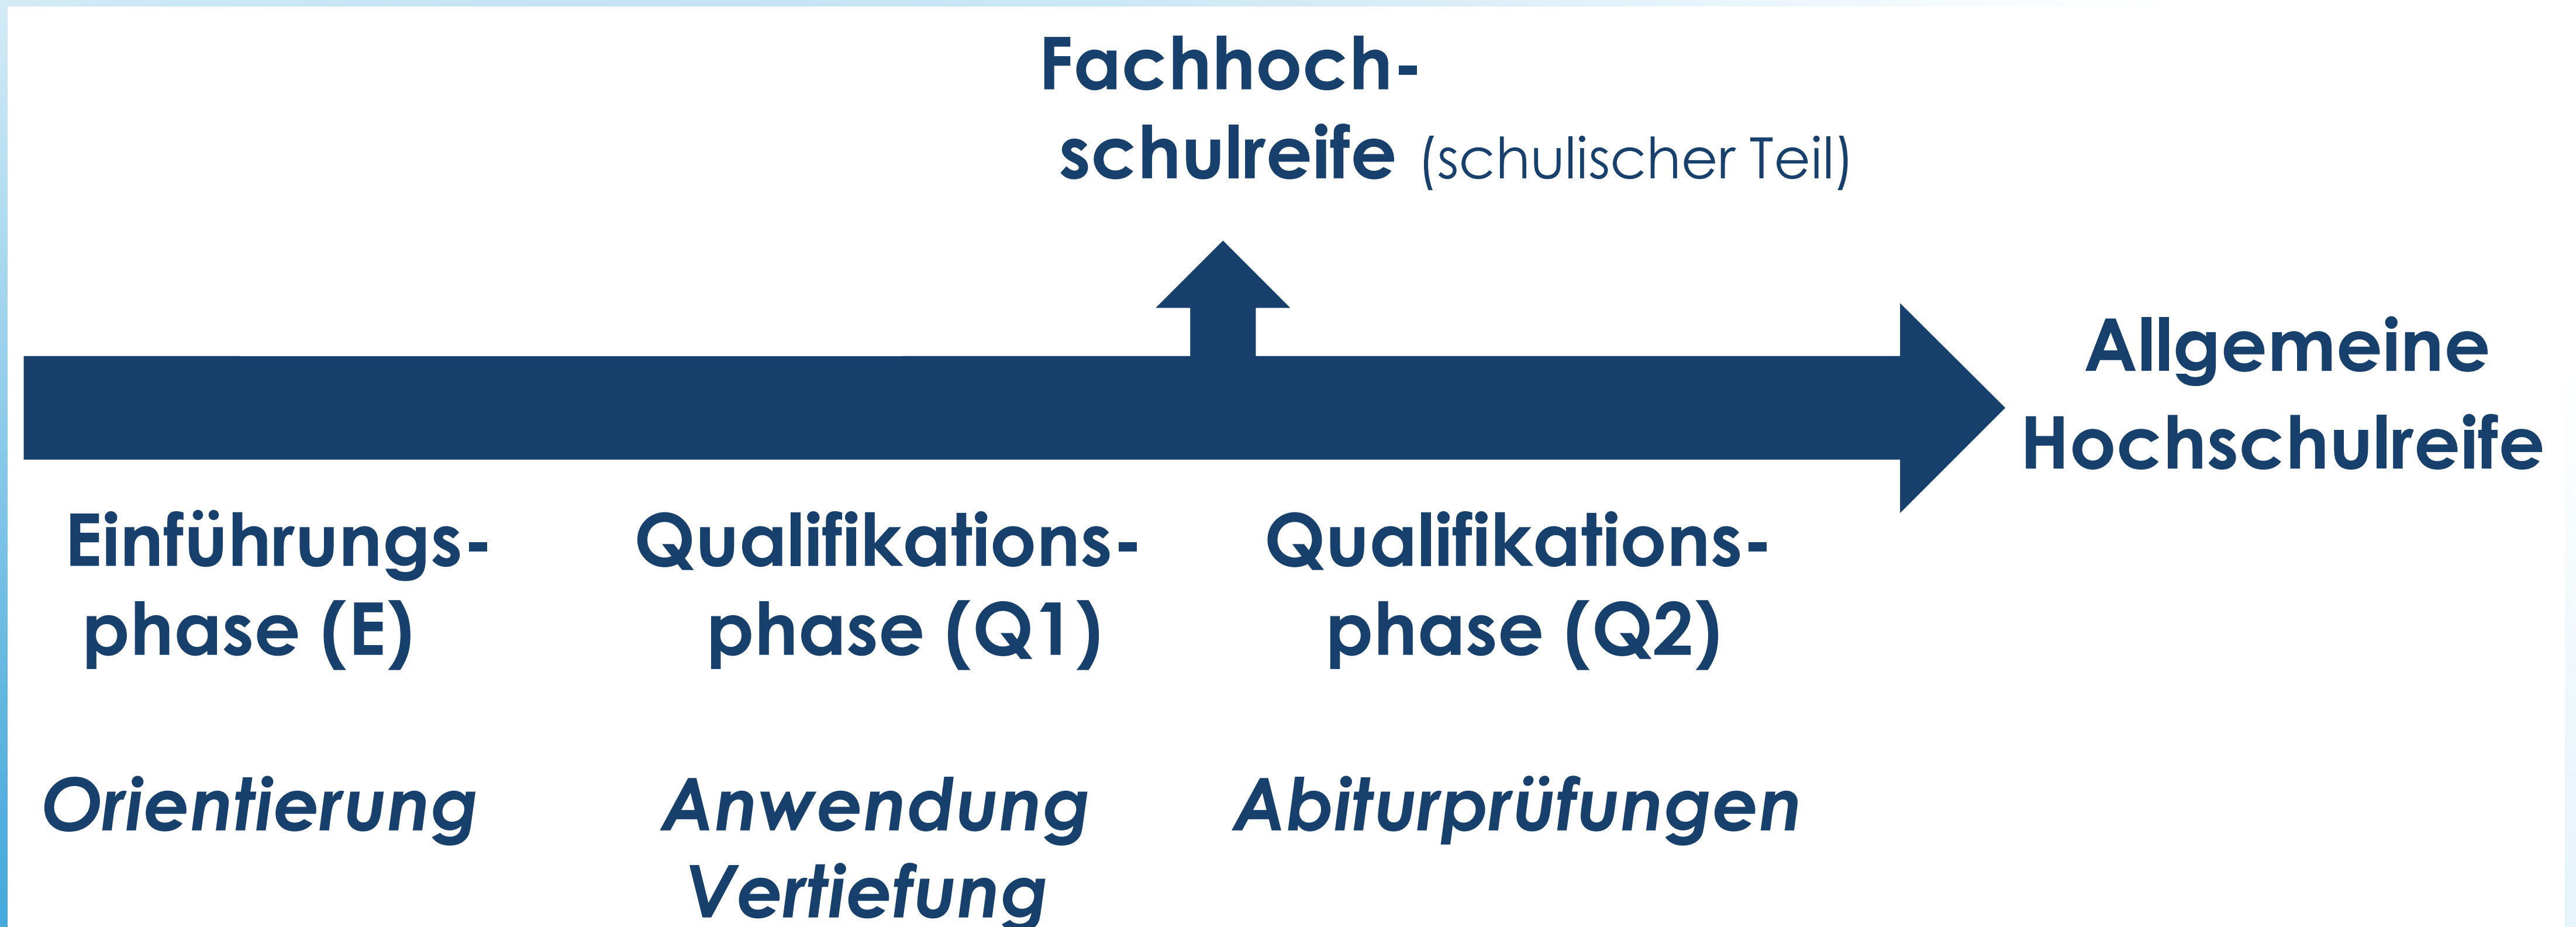 Fachhoch-
schulreife (schulischer Teil)
Allgemeine
Hochschulreife
Einführungs-
phase (E)
Qualifikations-
phase (Q1)
Qualifikations-
phase (Q2)
Orientierung
Anwendung
Vertiefung
Abiturprüfungen